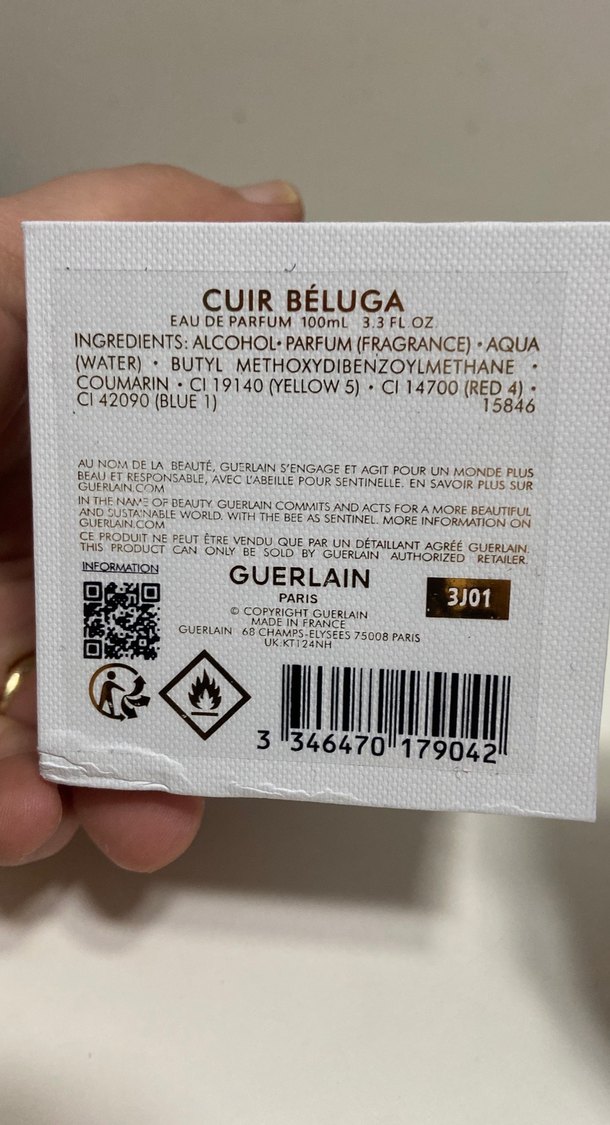 CUIR BÉLUGA
EAU DE PARFUM 100mL 3.3 FL OZ
INGREDIENTS: ALCOHOL• PARFUM (FRAGRANCE) • AQUA
(WATER) • BUTYL METHOXYDIBENZOYLMETHANE •
COUMARIN • CI 19140 (YELLOW 5) • CI 14700 (RED 4) •
CI 42090 (BLUE 1) 15846
AU NOM DE LA BEAUTÉ, GUERLAIN S'ENGAGE ET AGIT POUR UN MONDE PLUS
BEAU ET RESPONSABLE, AVEC L'ABEILLE POUR SENTINELLE. EN SAVOIR PLUS SUR
GUERLAIN.COM
IN THE NAME OF BEAUTY, GUERLAIN COMMITS AND ACTS FOR A MORE BEAUTIFUL
AND SUSTAINABLE WORLD. WITH THE BEE AS SENTINEL. MORE INFORMATION ON
GUERLAIN.COM
CE PRODUIT NE PEUT ÊTRE VENDU QUE PAR UN DÉTAILLANT AGRÉÉ GUERLAIN.
THIS PRODUCT CAN ONLY BE SOLD BY GUERLAIN AUTHORIZED RETAILER.
INFORMATION
GUERLAIN
PARIS
3J01
© COPYRIGHT GUERLAIN
MADE IN FRANCE
GUERLAIN 68 CHAMPS-ELYSEES 75008 PARIS
UK:KT124NH
3 346470 179042